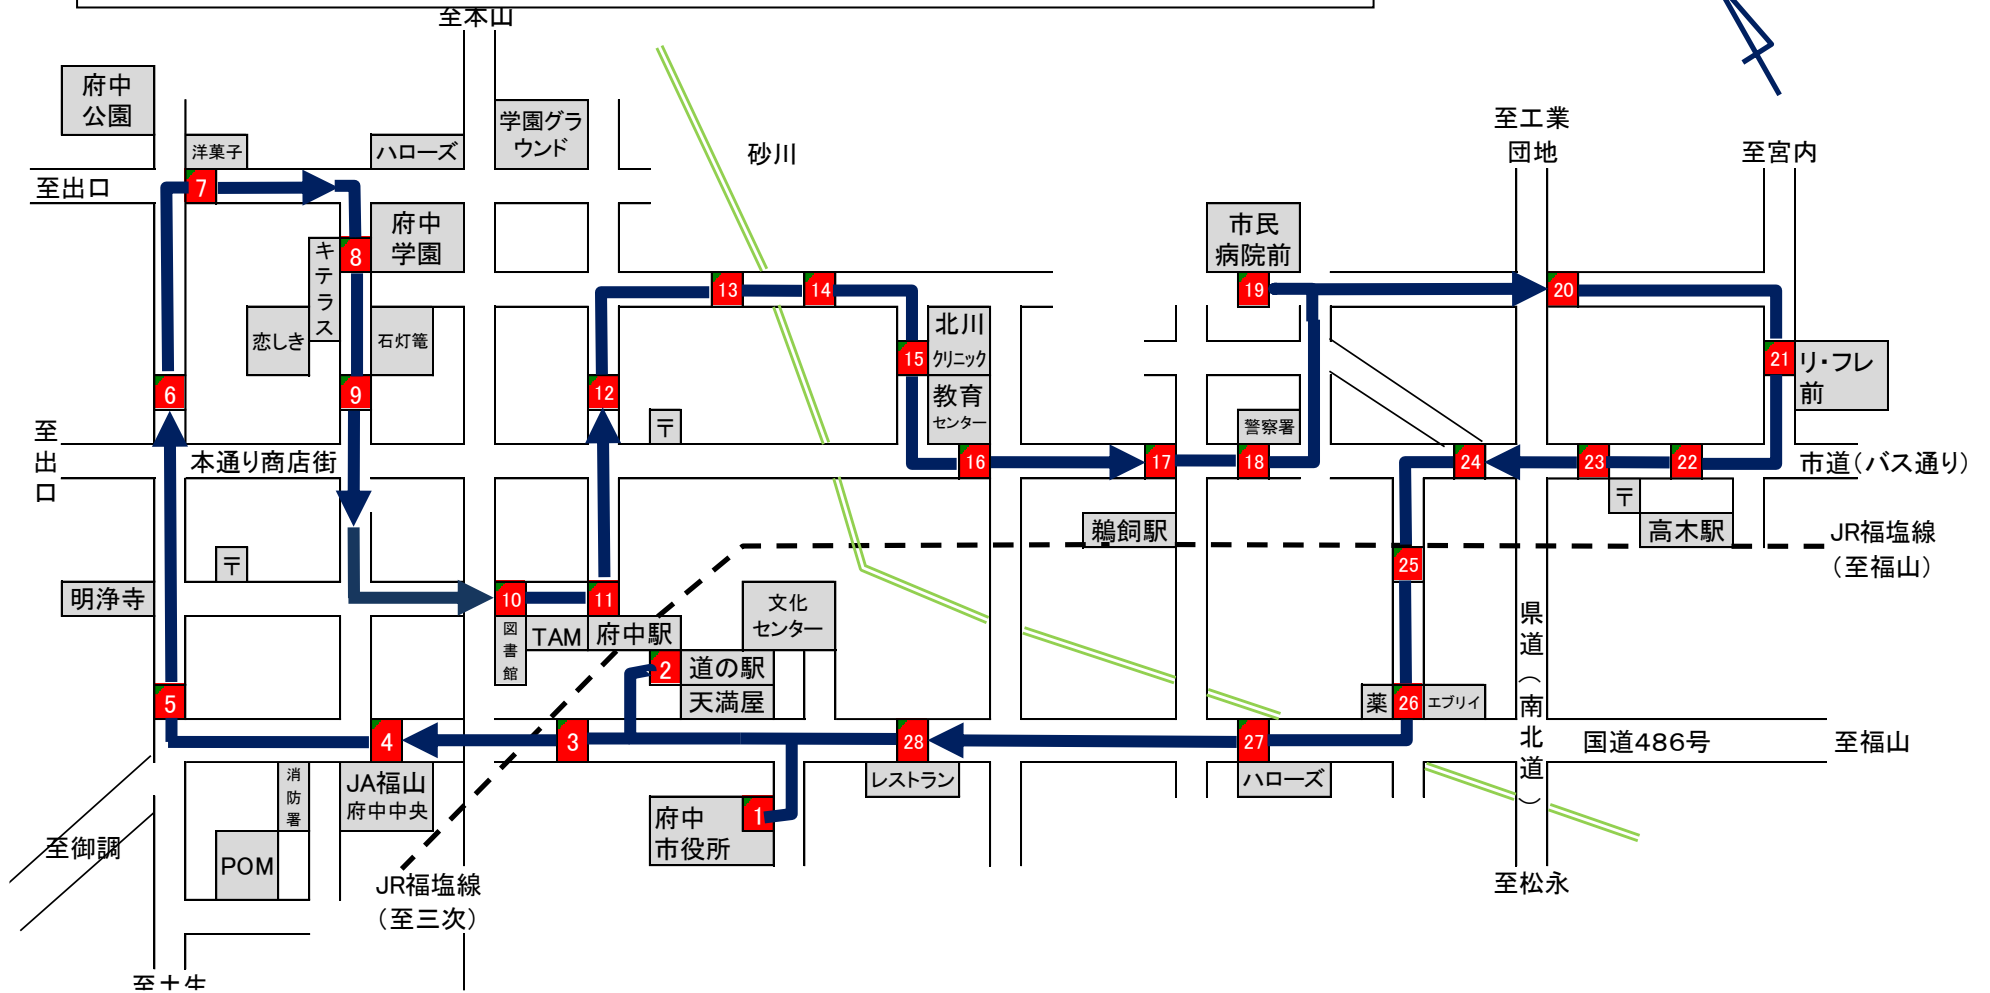 至本山
府中
公園
学園グラ
ウンド
洋菓子
ハローズ
砂川
至工業
団地
至宮内
至出口
7
府中
学園
キテラス
8
市民
病院前
19
20
13
14
恋しき
石灯篭
北川
クリニック
15
21
リ・フレ
前
6
9
12
教育
センター
〒
警察署
至出口
本通り商店街
16
17
18
24
23
22
市道(バス通り)
〒
鵜飼駅
高木駅
JR福塩線
(至福山)
〒
25
明浄寺
10
11
文化
センター
図書館
TAM
府中駅
県道(南北道)
2
道の駅
天満屋
5
薬
26
エブリイ
4
3
28
27
国道486号
至福山
消防署
JA福山
府中中央
レストラン
ハローズ
府中
市役所
1
至御調
POM
JR福塩線
(至三次)
至松永
至土生